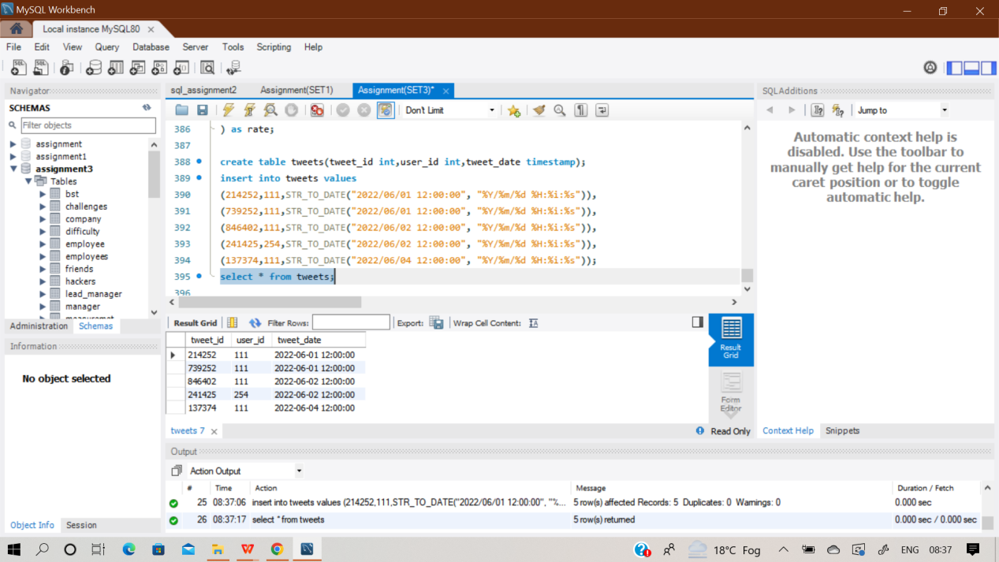 MySQL Workbench
Local instance MySQL80
File Edit View Query Database Server Tools Scripting Help
Navigator
SCHEMAS
Filter objects
assignment
assignment1
assignment3
Tables
bst
challenges
company
difficulty
employee
employees
friends
hackers
lead_manager
manager
Administration Schemas
Information
No object selected
Object Info Session
sql_assignment2 Assignment(SET1) Assignment(SET3)*
Don't Limit
386 ) as rate;
387
388 create table tweets(tweet_id int,user_id int,tweet_date timestamp);
389 insert into tweets values
390 (214252,111,STR_TO_DATE("2022/06/01 12:00:00", "%Y/%m/%d %H:%i:%s")),
391 (739252,111,STR_TO_DATE("2022/06/01 12:00:00", "%Y/%m/%d %H:%i:%s")),
392 (846402,111,STR_TO_DATE("2022/06/02 12:00:00", "%Y/%m/%d %H:%i:%s")),
393 (241425,254,STR_TO_DATE("2022/06/02 12:00:00", "%Y/%m/%d %H:%i:%s")),
394 (137374,111,STR_TO_DATE("2022/06/04 12:00:00", "%Y/%m/%d %H:%i:%s"));
395 select * from tweets;
396
Result Grid Filter Rows: Export: Wrap Cell Content:
tweet_id user_id tweet_date
214252 111 2022-06-01 12:00:00
739252 111 2022-06-01 12:00:00
846402 111 2022-06-02 12:00:00
241425 254 2022-06-02 12:00:00
137374 111 2022-06-04 12:00:00
Result
Grid
Form
Editor
tweets 7
Read Only
SQLAdditions
Jump to
Automatic context help is
disabled. Use the toolbar to
manually get help for the current
caret position or to toggle
automatic help.
Context Help Snippets
Output
Action Output
# Time Action Message Duration / Fetch
25 08:37:06 insert into tweets values (214252,111,STR_TO_DATE("2022/06/01 12:00:00", "%... 5 row(s) affected Records: 5 Duplicates: 0 Warnings: 0 0.000 sec
26 08:37:17 select * from tweets 5 row(s) returned 0.000 sec / 0.000 sec
18°C Fog ENG 08:37